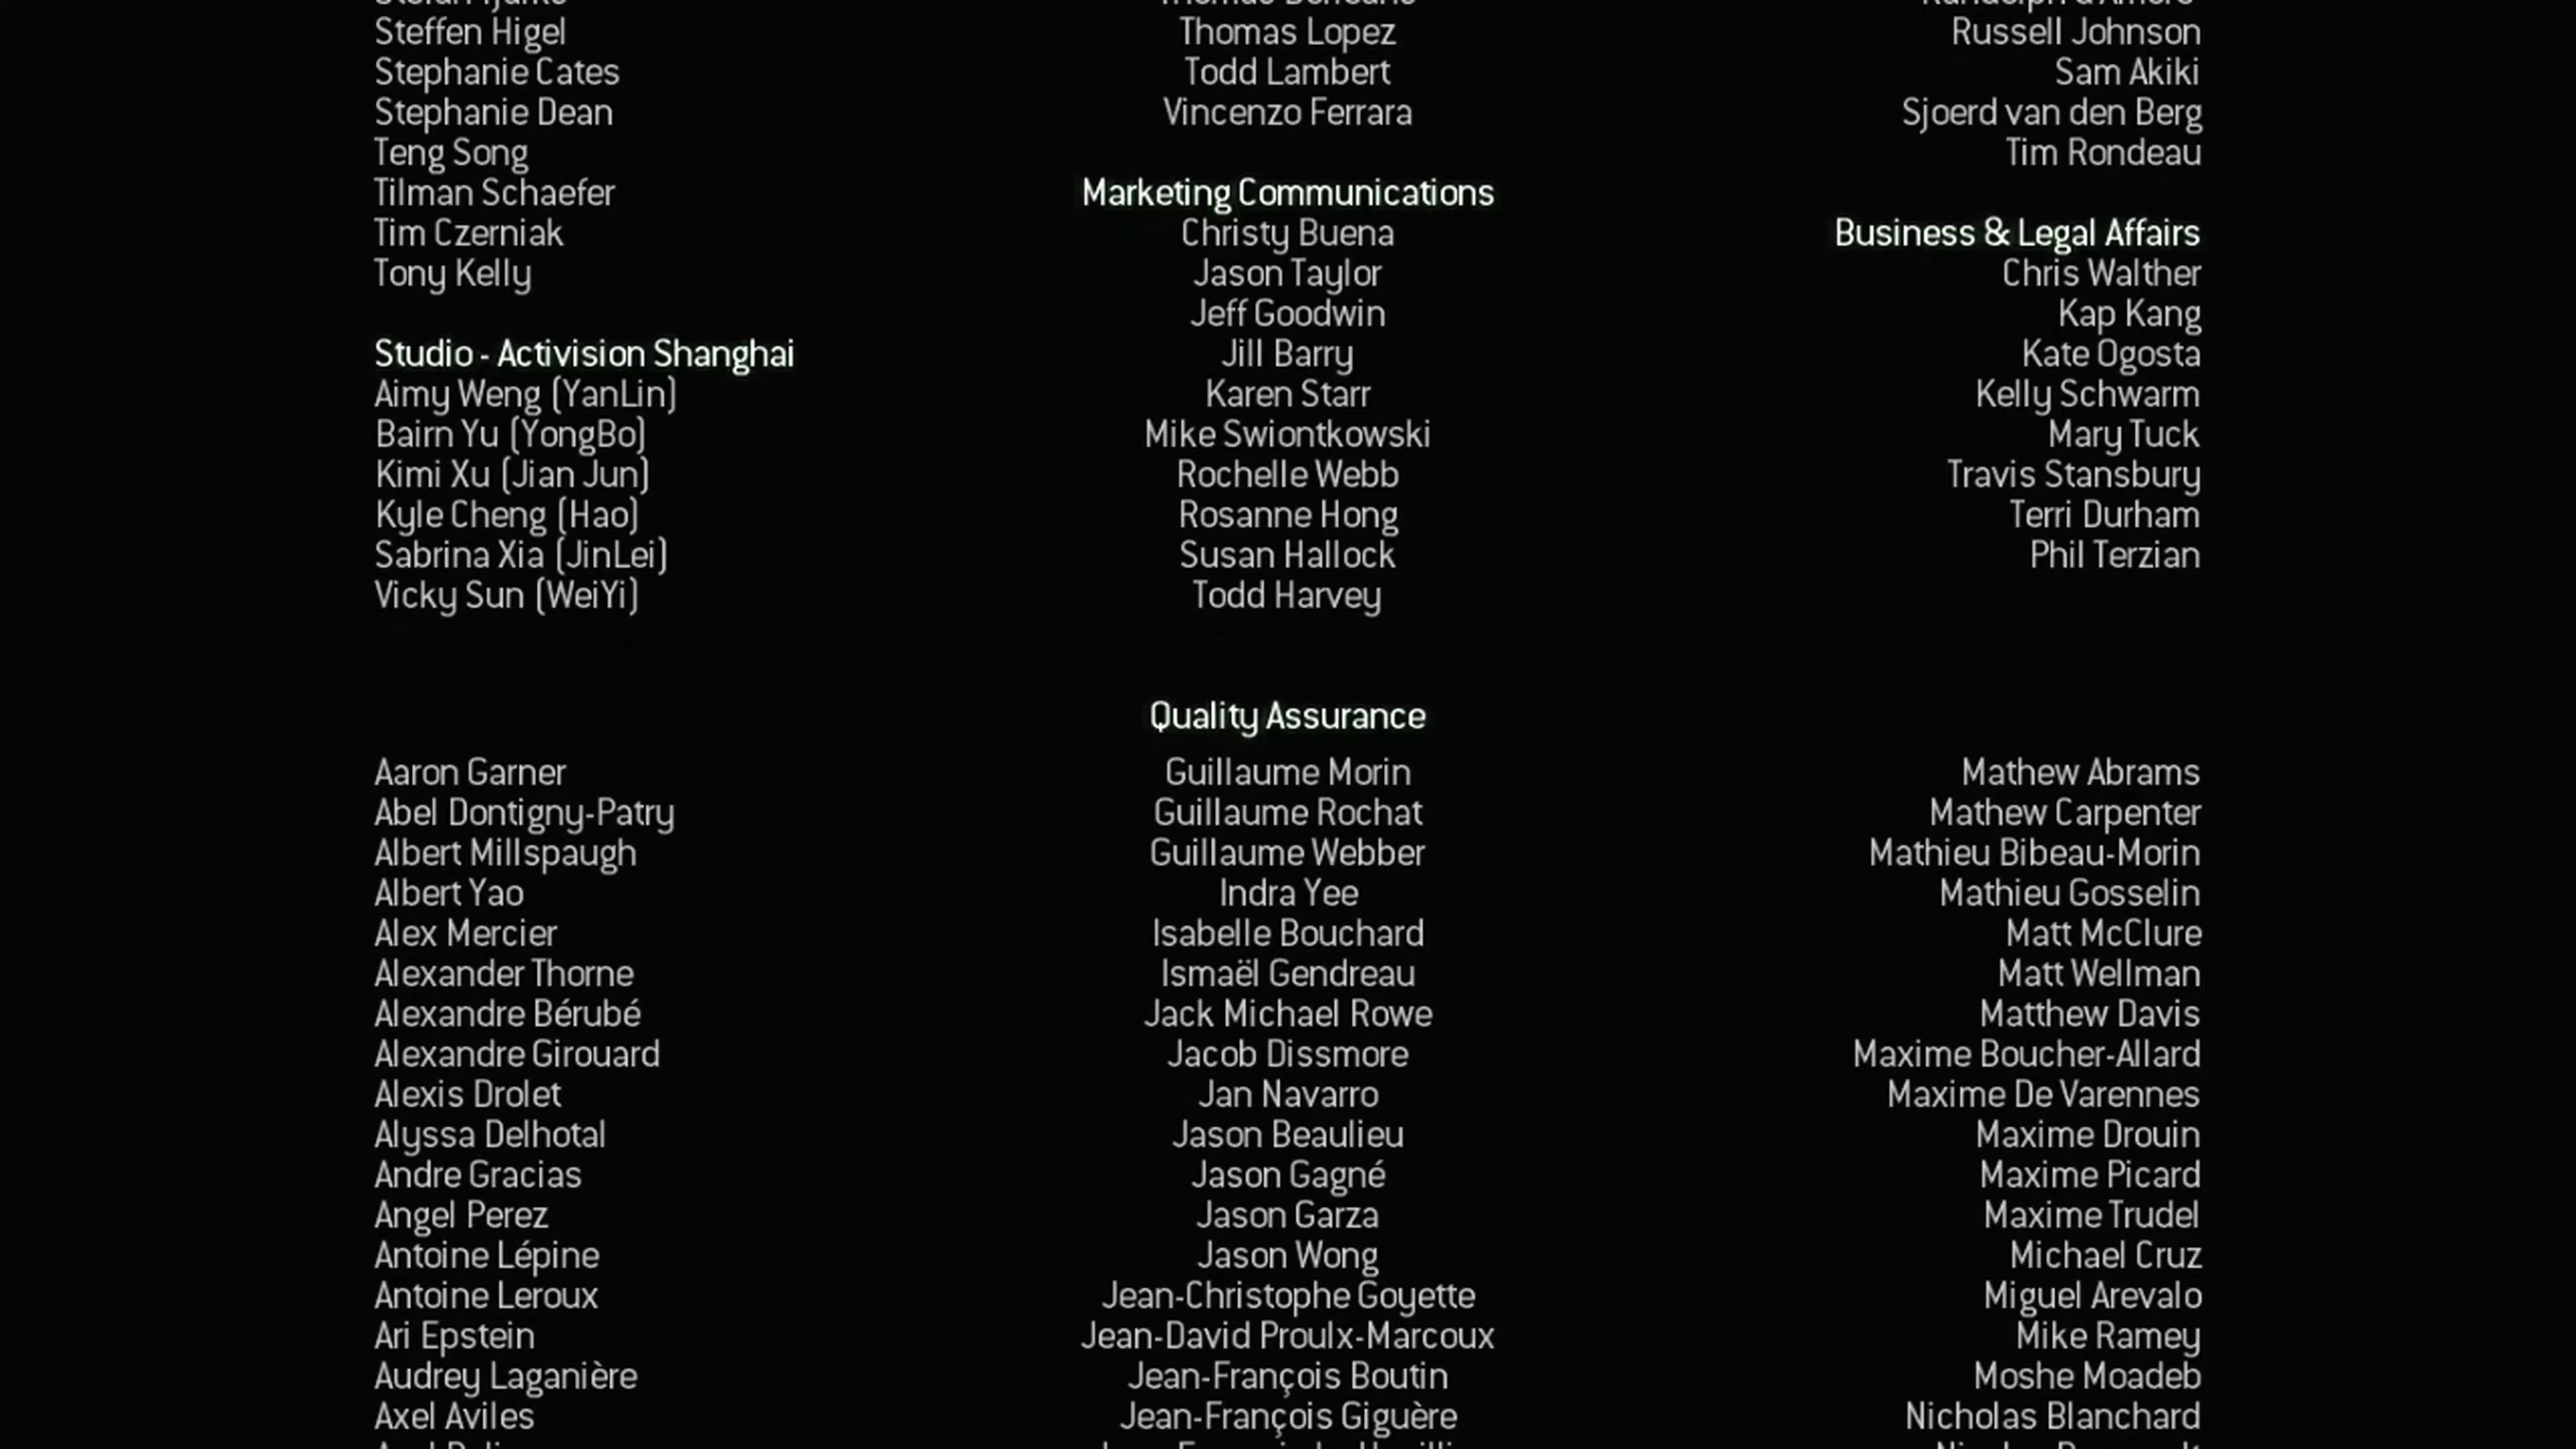 Steffen Higel
Stephanie Cates
Stephanie Dean
Teng Song
Tilman Schaefer
Tim Czerniak
Tony Kelly
Studio - Activision Shanghai
Aimy Weng (YanLin)
Bairn Yu (YongBo)
Kimi Xu (Jian Jun)
Kyle Cheng (Hao)
Sabrina Xia (JinLei)
Vicky Sun (WeiYi)
Thomas Lopez
Todd Lambert
Vincenzo Ferrara
Marketing Communications
Christy Buena
Jason Taylor
Jeff Goodwin
Jill Barry
Karen Starr
Mike Swiontkowski
Rochelle Webb
Rosanne Hong
Susan Hallock
Todd Harvey
Russell Johnson
Sam Akiki
Sjoerd van den Berg
Tim Rondeau
Business & Legal Affairs
Chris Walther
Kap Kang
Kate Ogosta
Kelly Schwarm
Mary Tuck
Travis Stansbury
Terri Durham
Phil Terzian
Quality Assurance
Aaron Garner
Abel Dontigny-Patry
Albert Millspaugh
Albert Yao
Alex Mercier
Alexander Thorne
Alexandre Bérubé
Alexandre Girouard
Alexis Drolet
Alyssa Delhotal
Andre Gracias
Angel Perez
Antoine Lépine
Antoine Leroux
Ari Epstein
Audrey Laganière
Axel Aviles
Guillaume Morin
Guillaume Rochat
Guillaume Webber
Indra Yee
Isabelle Bouchard
Ismaël Gendreau
Jack Michael Rowe
Jacob Dissmore
Jan Navarro
Jason Beaulieu
Jason Gagné
Jason Garza
Jason Wong
Jean-Christophe Goyette
Jean-David Proulx-Marcoux
Jean-François Boutin
Jean-François Giguère
Mathew Abrams
Mathew Carpenter
Mathieu Bibeau-Morin
Mathieu Gosselin
Matt McClure
Matt Wellman
Matthew Davis
Maxime Boucher-Allard
Maxime De Varennes
Maxime Drouin
Maxime Picard
Maxime Trudel
Michael Cruz
Miguel Arevalo
Mike Ramey
Moshe Moadeb
Nicholas Blanchard